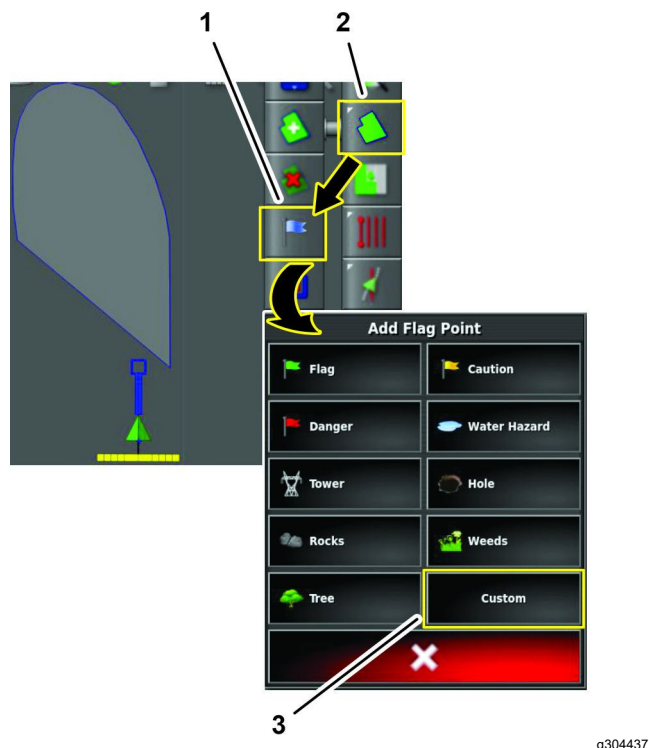 1
2
Add Flag Point
Flag
Caution
Danger
Water Hazard
Tower
Hole
Rocks
Weeds
Tree
Custom
3
g304437